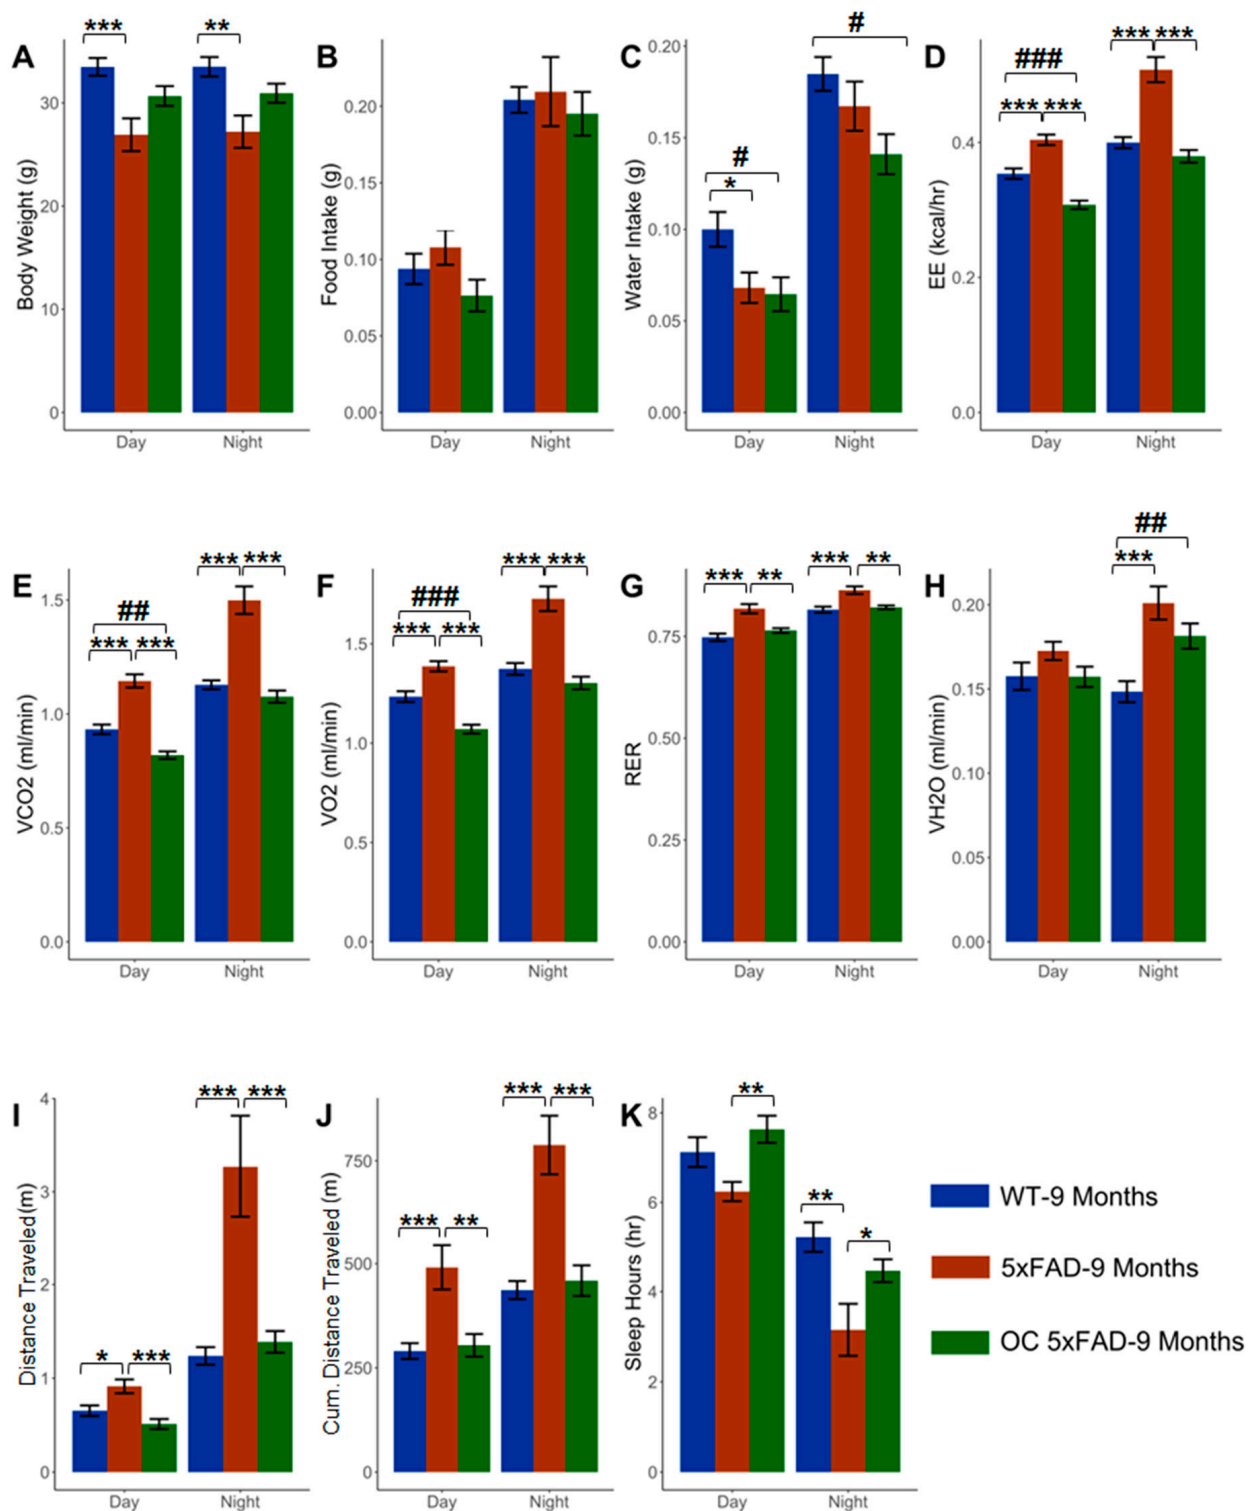 A
***
**
Body Weight (g)
30
20
10
0
Day
Night
B
Food Intake (g)
0.20
0.15
0.10
0.05
0.00
Day
Night
C
#
#
*
Water Intake (g)
0.20
0.15
0.10
0.05
0.00
Day
Night
D
###
*** ***
*** ***
EE (kcal/hr)
0.4
0.2
0.0
Day
Night
E
##
*** ***
*** ***
VCO2 (ml/min)
1.5
1.0
0.5
0.0
Day
Night
F
###
*** ***
*** ***
VO2 (ml/min)
1.5
1.0
0.5
0.0
Day
Night
G
*** **
*** **
RER
0.75
0.50
0.25
0.00
Day
Night
H
##
***
VH2O (ml/min)
0.20
0.15
0.10
0.05
0.00
Day
Night
I
* ***
*** ***
Distance Traveled(m)
4
3
2
1
0
Day
Night
J
*** **
*** ***
Cum. Distance Traveled (m)
750
500
250
0
Day
Night
K
**
**
*
Sleep Hours (hr)
8
6
4
2
0
Day
Night
WT-9 Months
5xFAD-9 Months
OC 5xFAD-9 Months